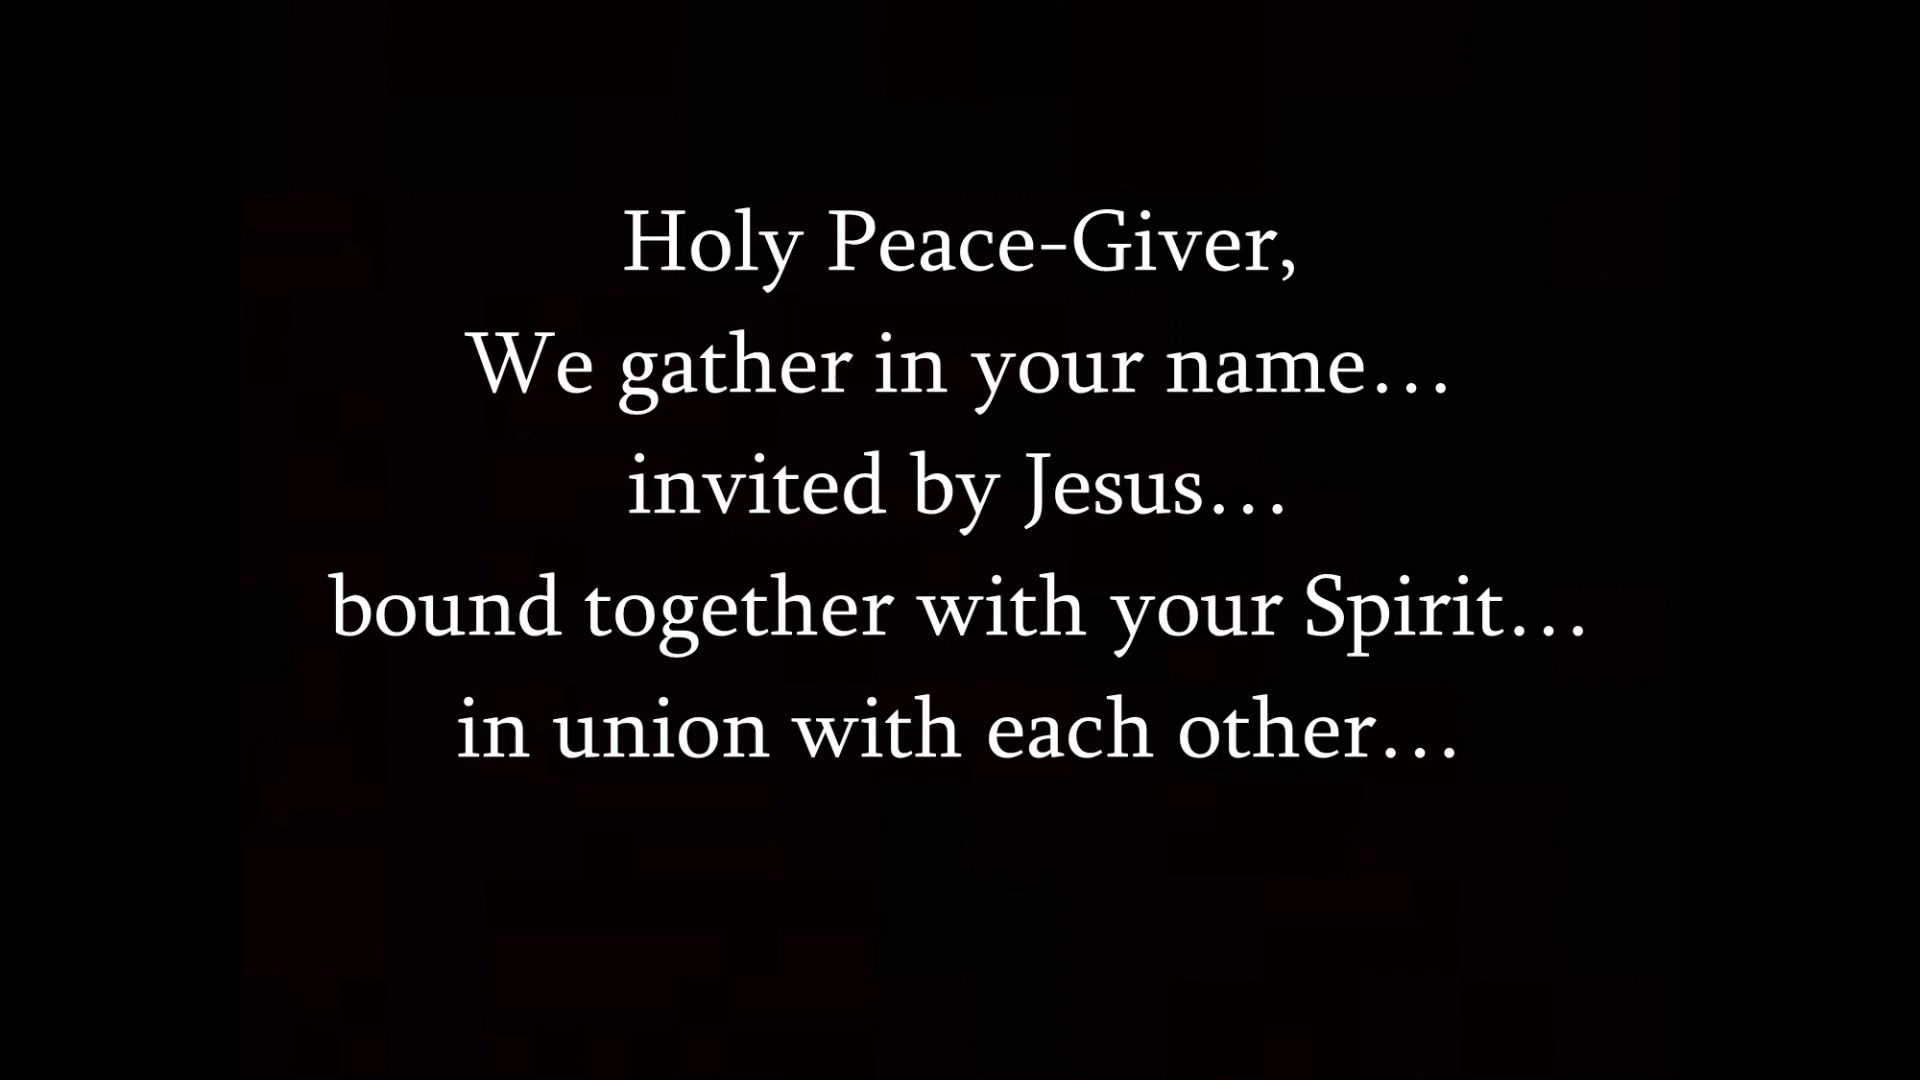 Holy Peace-Giver,
We gather in your name…
invited by Jesus…
bound together with your Spirit…
in union with each other…